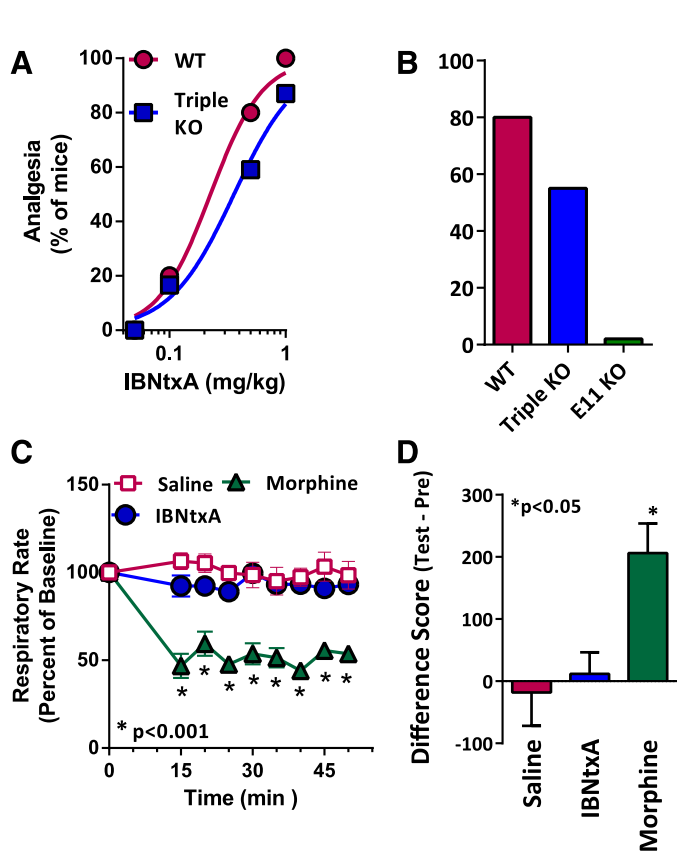 A
WT
Triple
KO
Analgesia
(% of mice)
100
80
60
40
20
0
0.1
1
IBNtxA (mg/kg)
B
100
80
60
40
20
0
WT
Triple KO
E11 KO
C
Saline
Morphine
IBNtxA
Respiratory Rate
(Percent of Baseline)
150
100
50
0
* * * * * * * *
* p<0.001
0 15 30 45
Time (min )
D
Difference Score (Test - Pre)
300
200
100
0
-100
*p<0.05
*
Saline
IBNtxA
Morphine